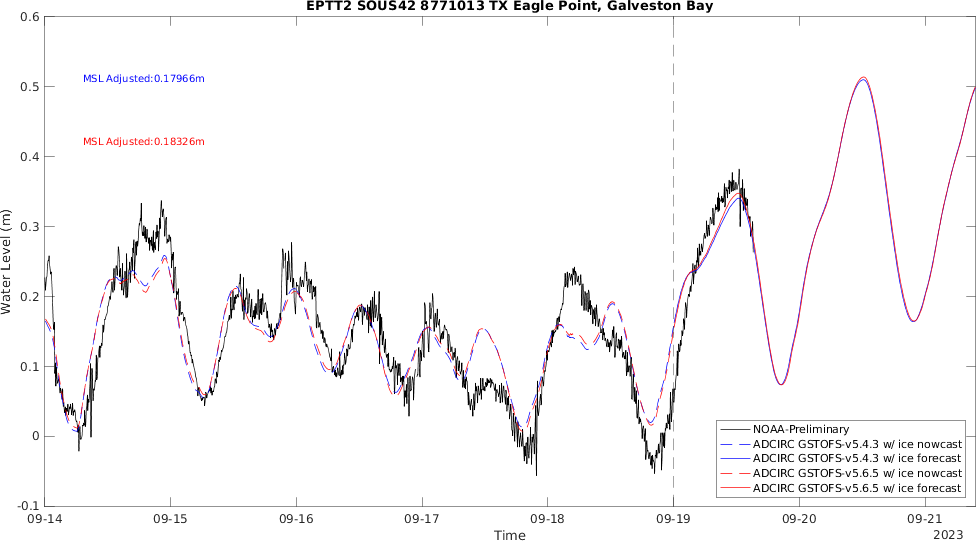 EPTT2 SOUS42 8771013 TX Eagle Point, Galveston Bay
0.6
0.5
0.4
0.3
0.2
0.1
0
-0.1
Water Level (m)
MSL Adjusted:0.17966m
MSL Adjusted:0.18326m
NOAA-Preliminary
ADCIRC GSTOFS-v5.4.3 w/ ice nowcast
ADCIRC GSTOFS-v5.4.3 w/ ice forecast
ADCIRC GSTOFS-v5.6.5 w/ ice nowcast
ADCIRC GSTOFS-v5.6.5 w/ ice forecast
09-14 09-15 09-16 09-17 09-18 09-19 09-20 09-21
Time
2023